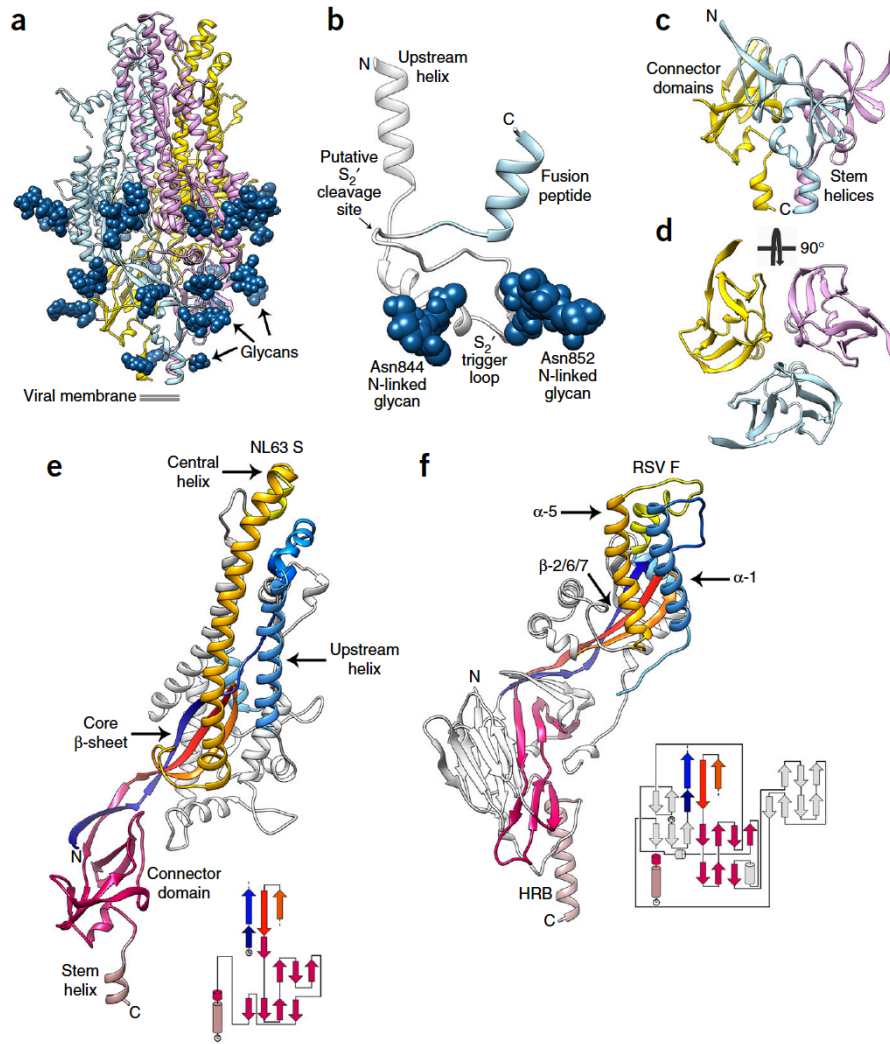 a
Glycans
Viral membrane
b
N
Upstream
helix
C
Putative
S2′
cleavage
site
Fusion
peptide
S2′
trigger
loop
Asn844
N-linked
glycan
Asn852
N-linked
glycan
c
N
Connector
domains
Stem
helices
C
d
90°
e
NL63 S
Central
helix
Upstream
helix
Core
β-sheet
N
Connector
domain
Stem
helix
C
f
RSV F
α-5
β-2/6/7
α-1
N
HRB
C